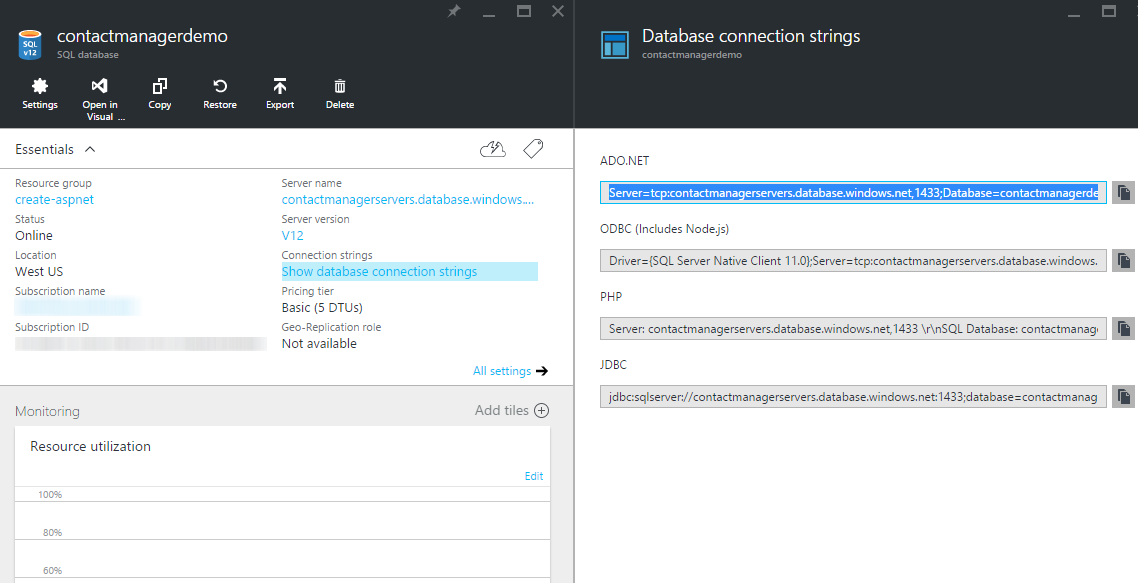 contactmanagerdemo
SQL database
SQL
v12
Settings
Open in
Visual ...
Copy
Restore
Export
Delete
Essentials
Resource group
create-aspnet
Status
Online
Location
West US
Subscription name
Subscription ID
Server name
contactmanagerservers.database.windows....
Server version
V12
Connection strings
Show database connection strings
Pricing tier
Basic (5 DTUs)
Geo-Replication role
Not available
All settings
Monitoring
Add tiles
Resource utilization
Edit
100%
80%
60%
Database connection strings
contactmanagerdemo
ADO.NET
Server=tcp:contactmanagerservers.database.windows.net,1433;Database=contactmanagerde
ODBC (Includes Node.js)
Driver={SQL Server Native Client 11.0};Server=tcp:contactmanagerservers.database.windows.
PHP
Server: contactmanagerservers.database.windows.net,1433 \r\nSQL Database: contactmanage
JDBC
jdbc:sqlserver://contactmanagerservers.database.windows.net:1433;database=contactmanag